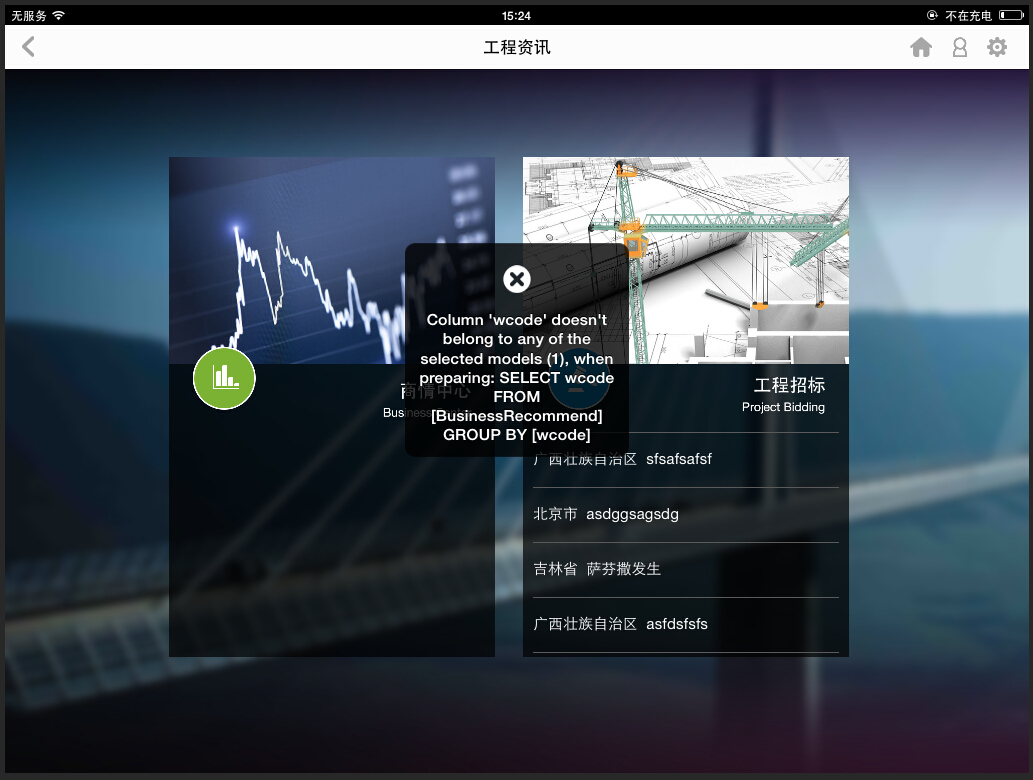 无服务
15:24
不在充电
工程资讯
Column 'wcode' doesn't
belong to any of the
selected models (1), when
preparing: SELECT wcode
FROM
[BusinessRecommend]
GROUP BY [wcode]
商情中心
工程招标
Project Bidding
广西壮族自治区 sfsafsafsf
北京市 asdggsagsdg
吉林省 萨芬撒发生
广西壮族自治区 asfdsfsfs